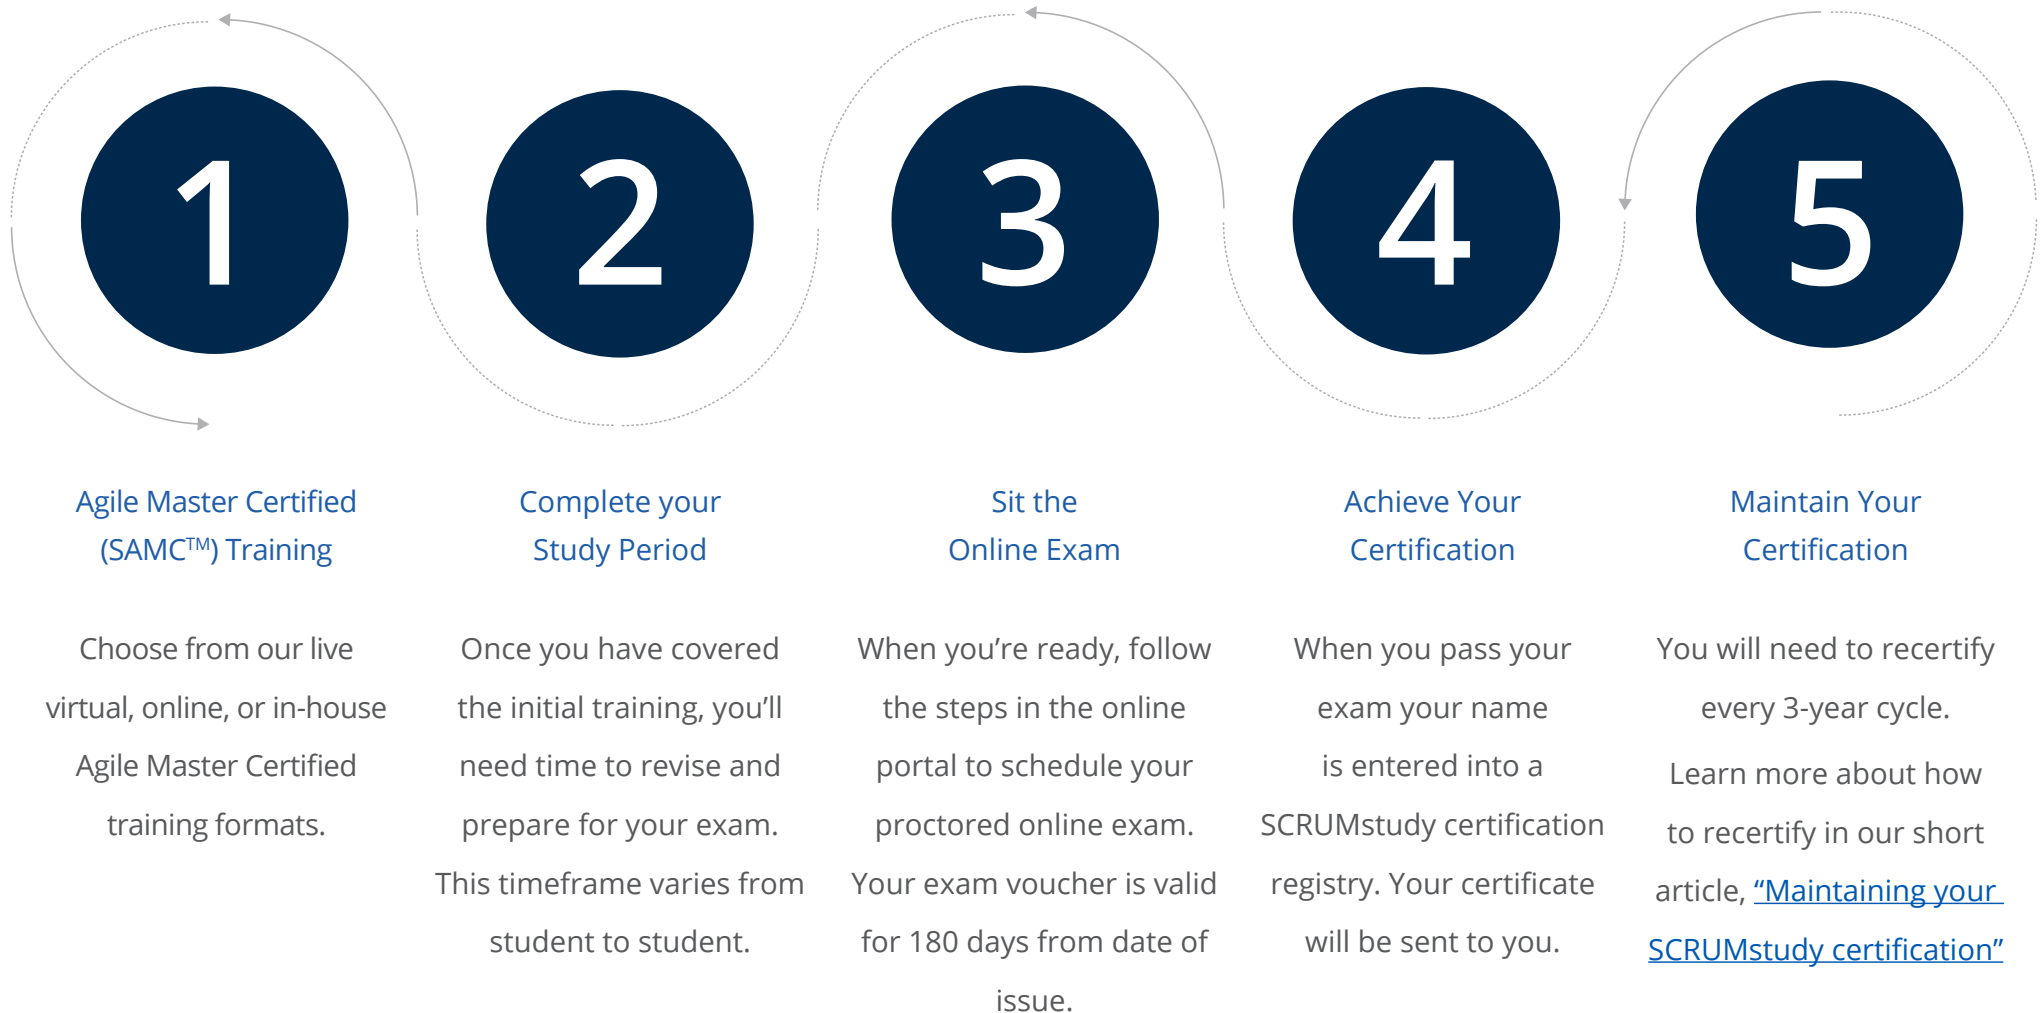 1
Agile Master Certified
(SAMC™) Training
Choose from our live
virtual, online, or in-house
Agile Master Certified
training formats.
2
Complete your
Study Period
Once you have covered
the initial training, you’ll
need time to revise and
prepare for your exam.
This timeframe varies from
student to student.
3
Sit the
Online Exam
When you’re ready, follow
the steps in the online
portal to schedule your
proctored online exam.
Your exam voucher is valid
for 180 days from date of
issue.
4
Achieve Your
Certification
When you pass your
exam your name
is entered into a
SCRUMstudy certification
registry. Your certificate
will be sent to you.
5
Maintain Your
Certification
You will need to recertify
every 3-year cycle.
Learn more about how
to recertify in our short
article, “Maintaining your
SCRUMstudy certification”